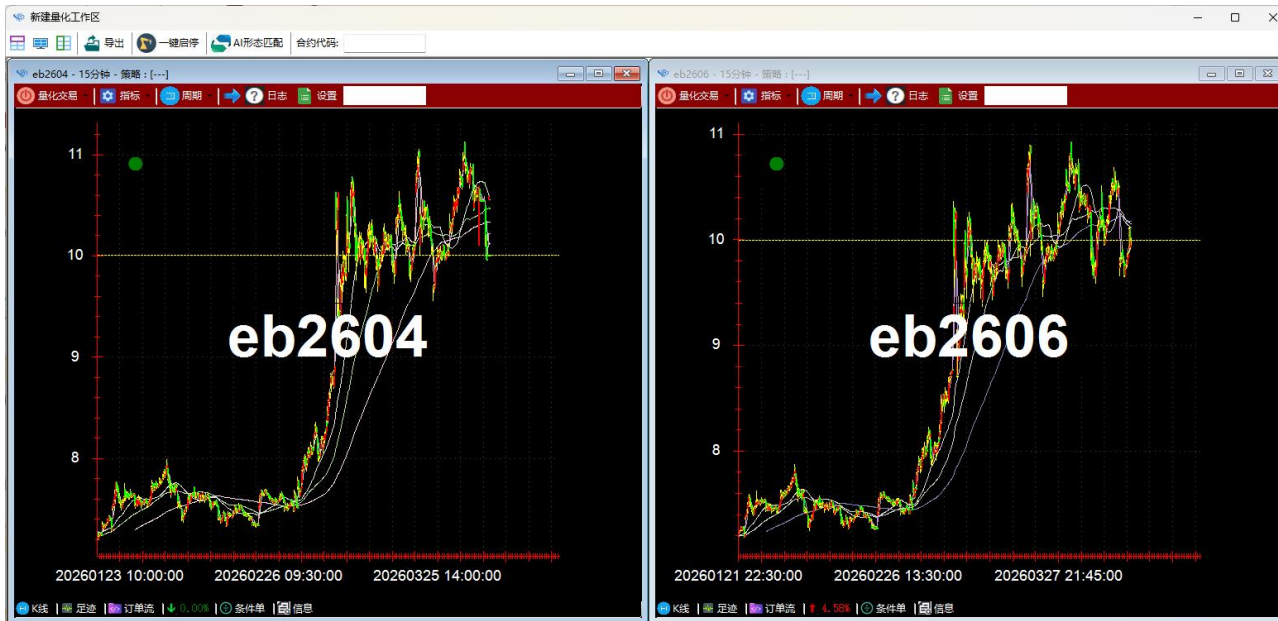 新建量化工作区
导出 一键启停 AI形态匹配 合约代码:
eb2604 - 15分钟 - 策略 : [---]
量化交易 指标 周期 日志 设置
11
10
9
8
eb2604
20260123 10:00:00 20260226 09:30:00 20260325 14:00:00
K线 足迹 订单流 0.00% 条件单 信息
eb2606 - 15分钟 - 策略 : [---]
量化交易 指标 周期 日志 设置
11
10
9
8
eb2606
20260121 22:30:00 20260226 13:30:00 20260327 21:45:00
K线 足迹 订单流 4.58% 条件单 信息